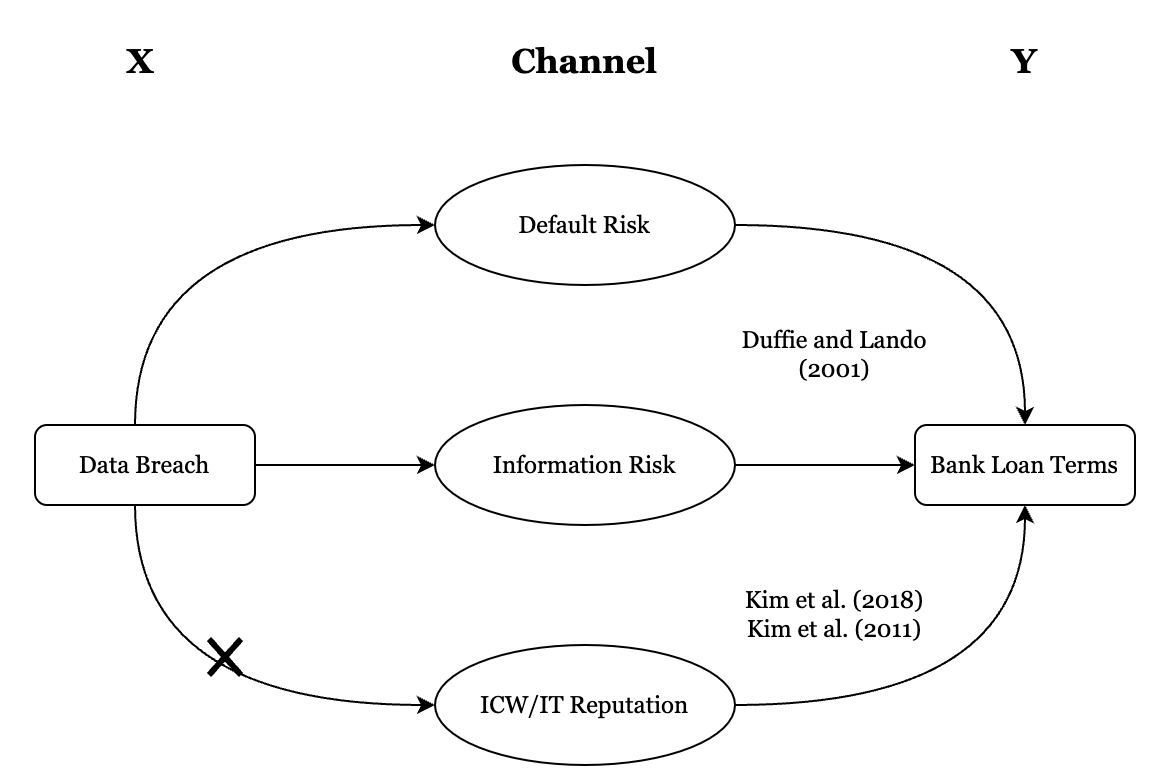 X
Channel
Y
Default Risk
Duffie and Lando
(2001)
Data Breach
Information Risk
Bank Loan Terms
Kim et al. (2018)
Kim et al. (2011)
ICW/IT Reputation